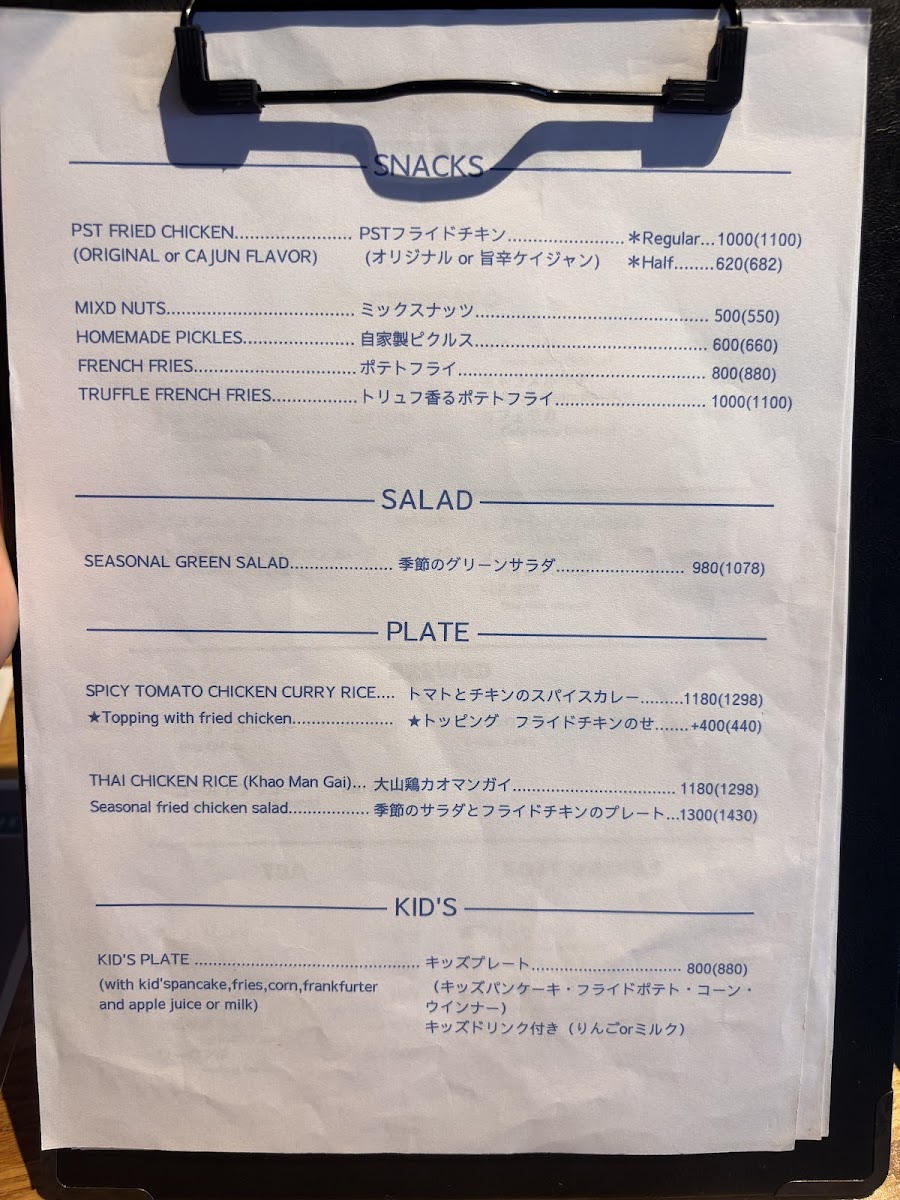 SNACKS
PST FRIED CHICKEN...................... PSTフライドチキン...................... ＊Regular...1000(1100)
(ORIGINAL or CAJUN FLAVOR) (オリジナル or 旨辛ケイジャン) ＊Half........620(682)
MIXD NUTS.................................... ミックスナッツ............................................ 500(550)
HOMEMADE PICKLES..................... 自家製ピクルス............................................ 600(660)
FRENCH FRIES............................... ポテトフライ............................................... 800(880)
TRUFFLE FRENCH FRIES................ トリュフ香るポテトフライ............................. 1000(1100)
SALAD
SEASONAL GREEN SALAD.................... 季節のグリーンサラダ......................... 980(1078)
PLATE
SPICY TOMATO CHICKEN CURRY RICE.... トマトとチキンのスパイスカレー.........1180(1298)
★Topping with fried chicken.................... ★トッピング　フライドチキンのせ.......+400(440)
THAI CHICKEN RICE (Khao Man Gai)... 大山鶏カオマンガイ................................ 1180(1298)
Seasonal fried chicken salad................ 季節のサラダとフライドチキンのプレート...1300(1430)
KID'S
KID'S PLATE ............................................ キッズプレート............................. 800(880)
(with kid'spancake,fries,corn,frankfurter （キッズパンケーキ・フライドポテト・コーン・
and apple juice or milk) ウインナー）
キッズドリンク付き（りんごorミルク）